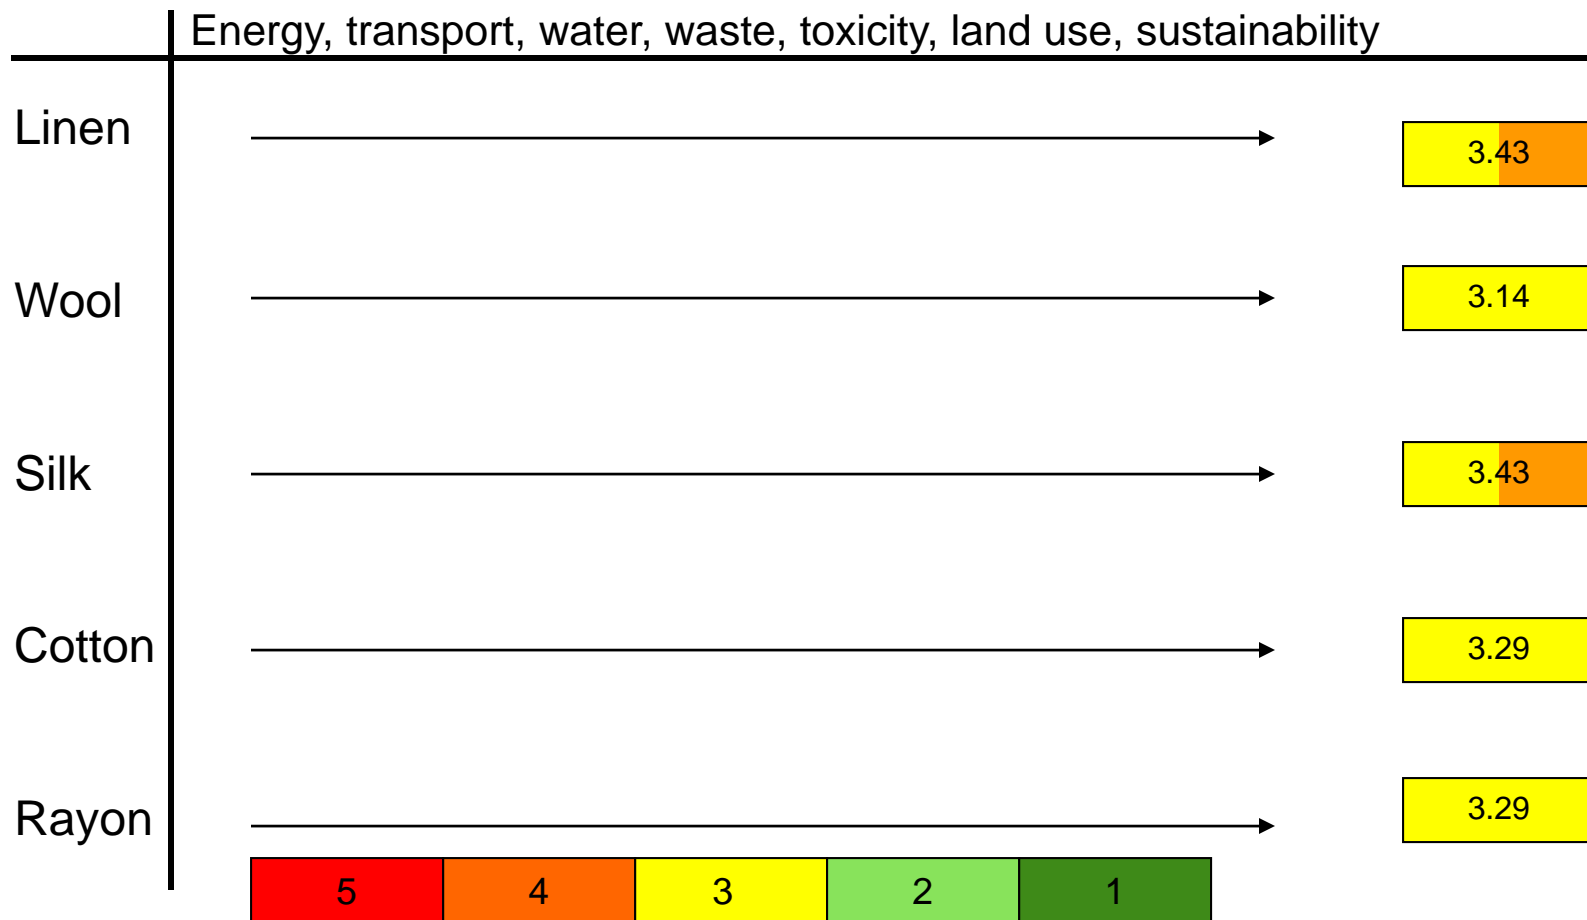 Energy, transport, water, waste, toxicity, land use, sustainability
Linen
3.43
Wool
3.14
Silk
3.43
Cotton
3.29
Rayon
3.29
5 4 3 2 1